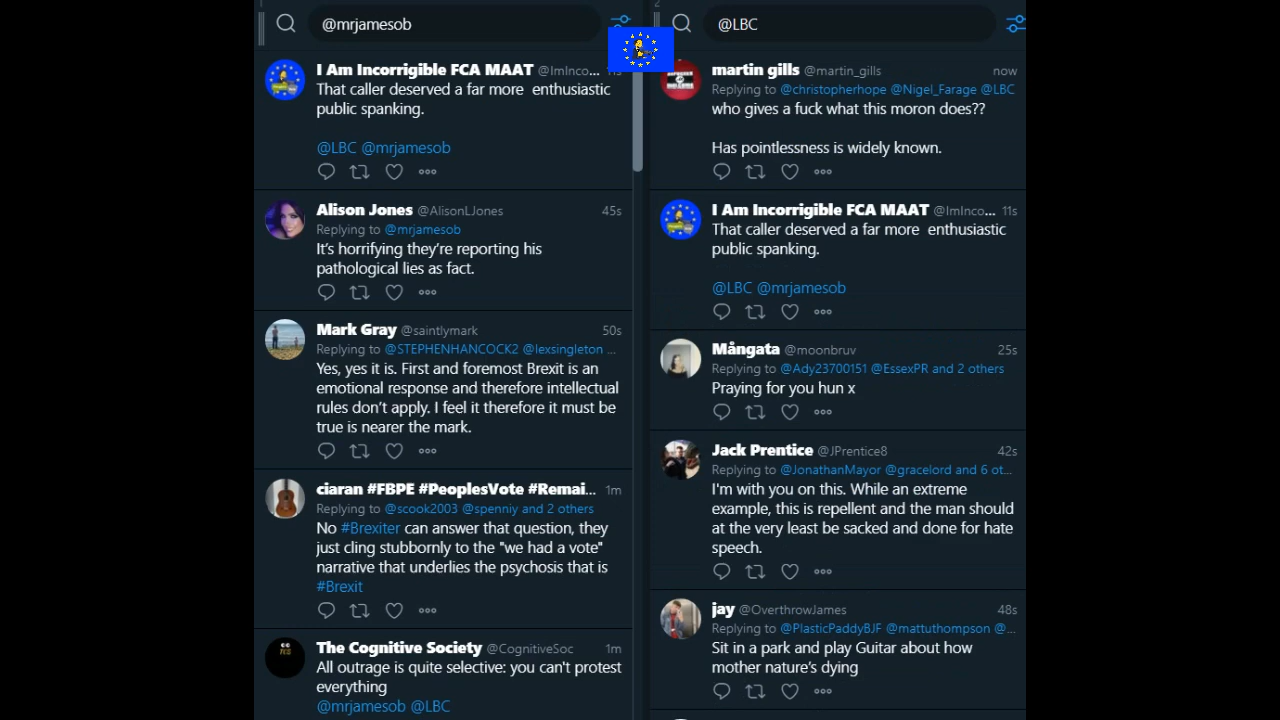 1
@mrjamesob
I Am Incorrigible FCA MAAT @ImInco... 11s
That caller deserved a far more enthusiastic
public spanking.
@LBC @mrjamesob
Alison Jones @AlisonLJones 45s
Replying to @mrjamesob
It's horrifying they're reporting his
pathological lies as fact.
Mark Gray @saintlymark 50s
Replying to @STEPHENHANCOCK2 @lexsingleton ...
Yes, yes it is. First and foremost Brexit is an
emotional response and therefore intellectual
rules don't apply. I feel it therefore it must be
true is nearer the mark.
ciaran #FBPE #PeoplesVote #Remai... 1m
Replying to @scook2003 @spenniy and 2 others
No #Brexiter can answer that question, they
just cling stubbornly to the "we had a vote"
narrative that underlies the psychosis that is
#Brexit
The Cognitive Society @CognitiveSoc 1m
All outrage is quite selective: you can't protest
everything
@mrjamesob @LBC
2
@LBC
martin gills @martin_gills now
Replying to @christopherhope @Nigel_Farage @LBC
who gives a fuck what this moron does??
Has pointlessness is widely known.
I Am Incorrigible FCA MAAT @ImInco... 11s
That caller deserved a far more enthusiastic
public spanking.
@LBC @mrjamesob
Mångata @moonbruv 25s
Replying to @Ady23700151 @EssexPR and 2 others
Praying for you hun x
Jack Prentice @JPrentice8 42s
Replying to @JonathanMayor @gracelord and 6 ot...
I'm with you on this. While an extreme
example, this is repellent and the man should
at the very least be sacked and done for hate
speech.
jay @OverthrowJames 48s
Replying to @PlasticPaddyBJF @mattuthompson @...
Sit in a park and play Guitar about how
mother nature's dying